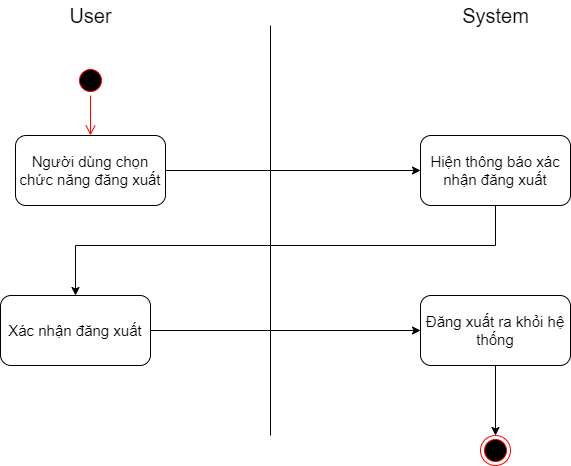 User
System
Người dùng chọn
chức năng đăng xuất
Hiện thông báo xác
nhận đăng xuất
Xác nhận đăng xuất
Đăng xuất ra khỏi hệ
thống